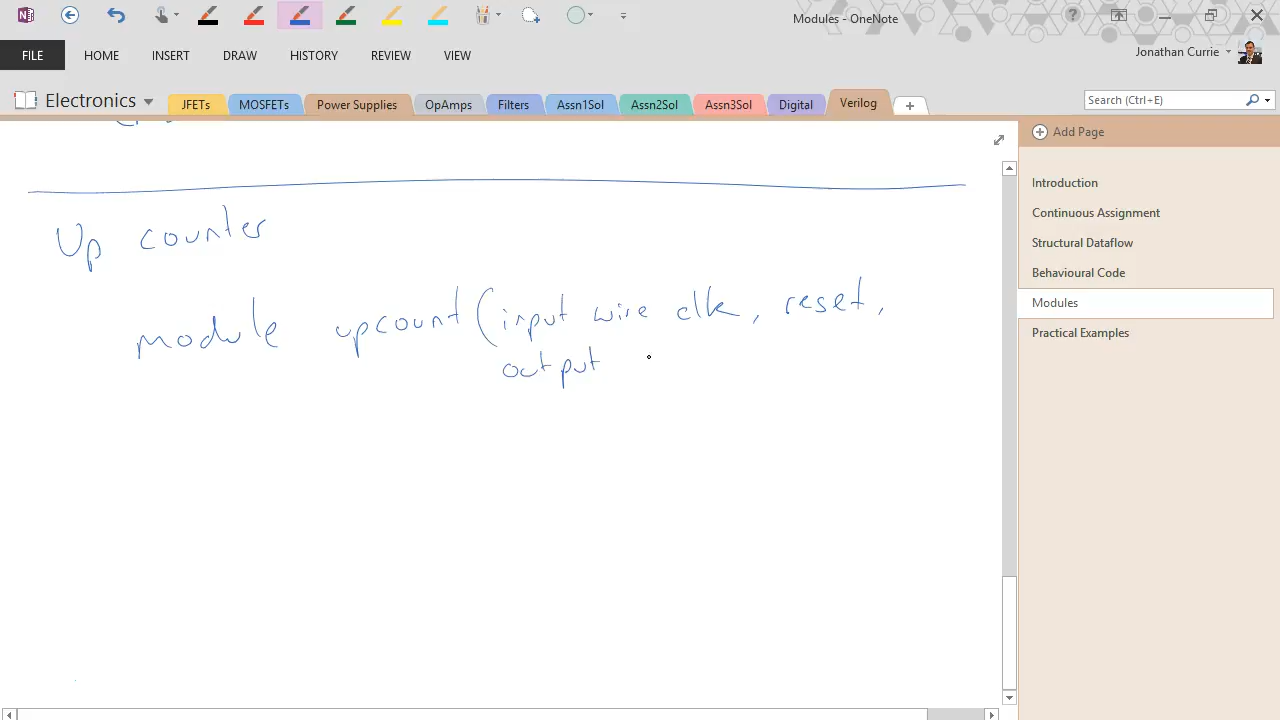 Modules - OneNote
?
FILE
HOME
INSERT
DRAW
HISTORY
REVIEW
VIEW
Jonathan Currie
Electronics
JFETs
MOSFETs
Power Supplies
OpAmps
Filters
Assn1Sol
Assn2Sol
Assn3Sol
Digital
Verilog
+
Search (Ctrl+E)
Add Page
Introduction
Continuous Assignment
Structural Dataflow
Behavioural Code
Modules
Practical Examples
Up counter
module upcount (input wire clk, reset,
output